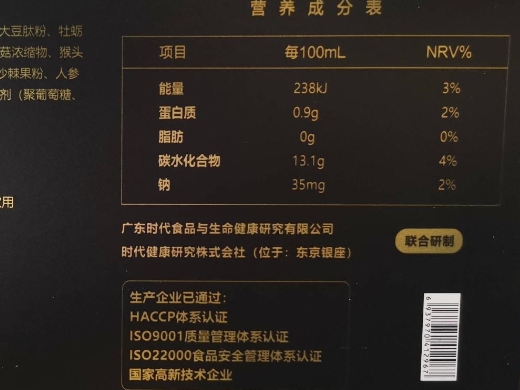 营养成分表
大豆肽粉、牡蛎
菇浓缩物、猴头
沙棘果粉、人参
剂（聚葡萄糖、
项目 每100mL NRV%
能量 238kJ 3%
蛋白质 0.9g 2%
脂肪 0g 0%
碳水化合物 13.1g 4%
钠 35mg 2%
饮用
广东时代食品与生命健康研究有限公司
时代健康研究株式会社（位于：东京银座）
联合研制
生产企业已通过：
HACCP体系认证
ISO9001质量管理体系认证
ISO22000食品安全管理体系认证
国家高新技术企业
6937970412967